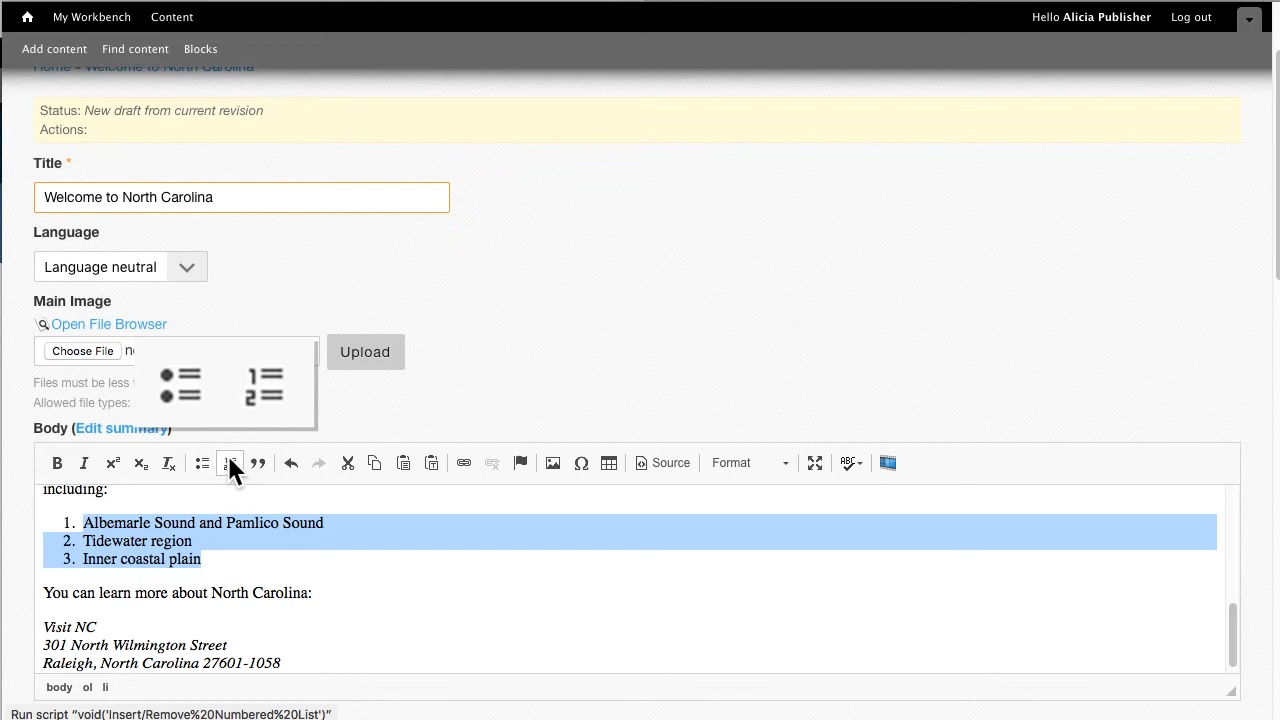 My Workbench Content Hello Alicia Publisher Log out
Add content Find content Blocks
Home » Welcome to North Carolina
Status: New draft from current revision
Actions:
Title *
Welcome to North Carolina
Language
Language neutral
Main Image
Open File Browser
Choose File Upload
Files must be less
Allowed file types:
Body (Edit summary)
Source Format
including:
1. Albemarle Sound and Pamlico Sound
2. Tidewater region
3. Inner coastal plain
You can learn more about North Carolina:
Visit NC
301 North Wilmington Street
Raleigh, North Carolina 27601-1058
body ol li
Run script “void('Insert/Remove%20Numbered%20List')”